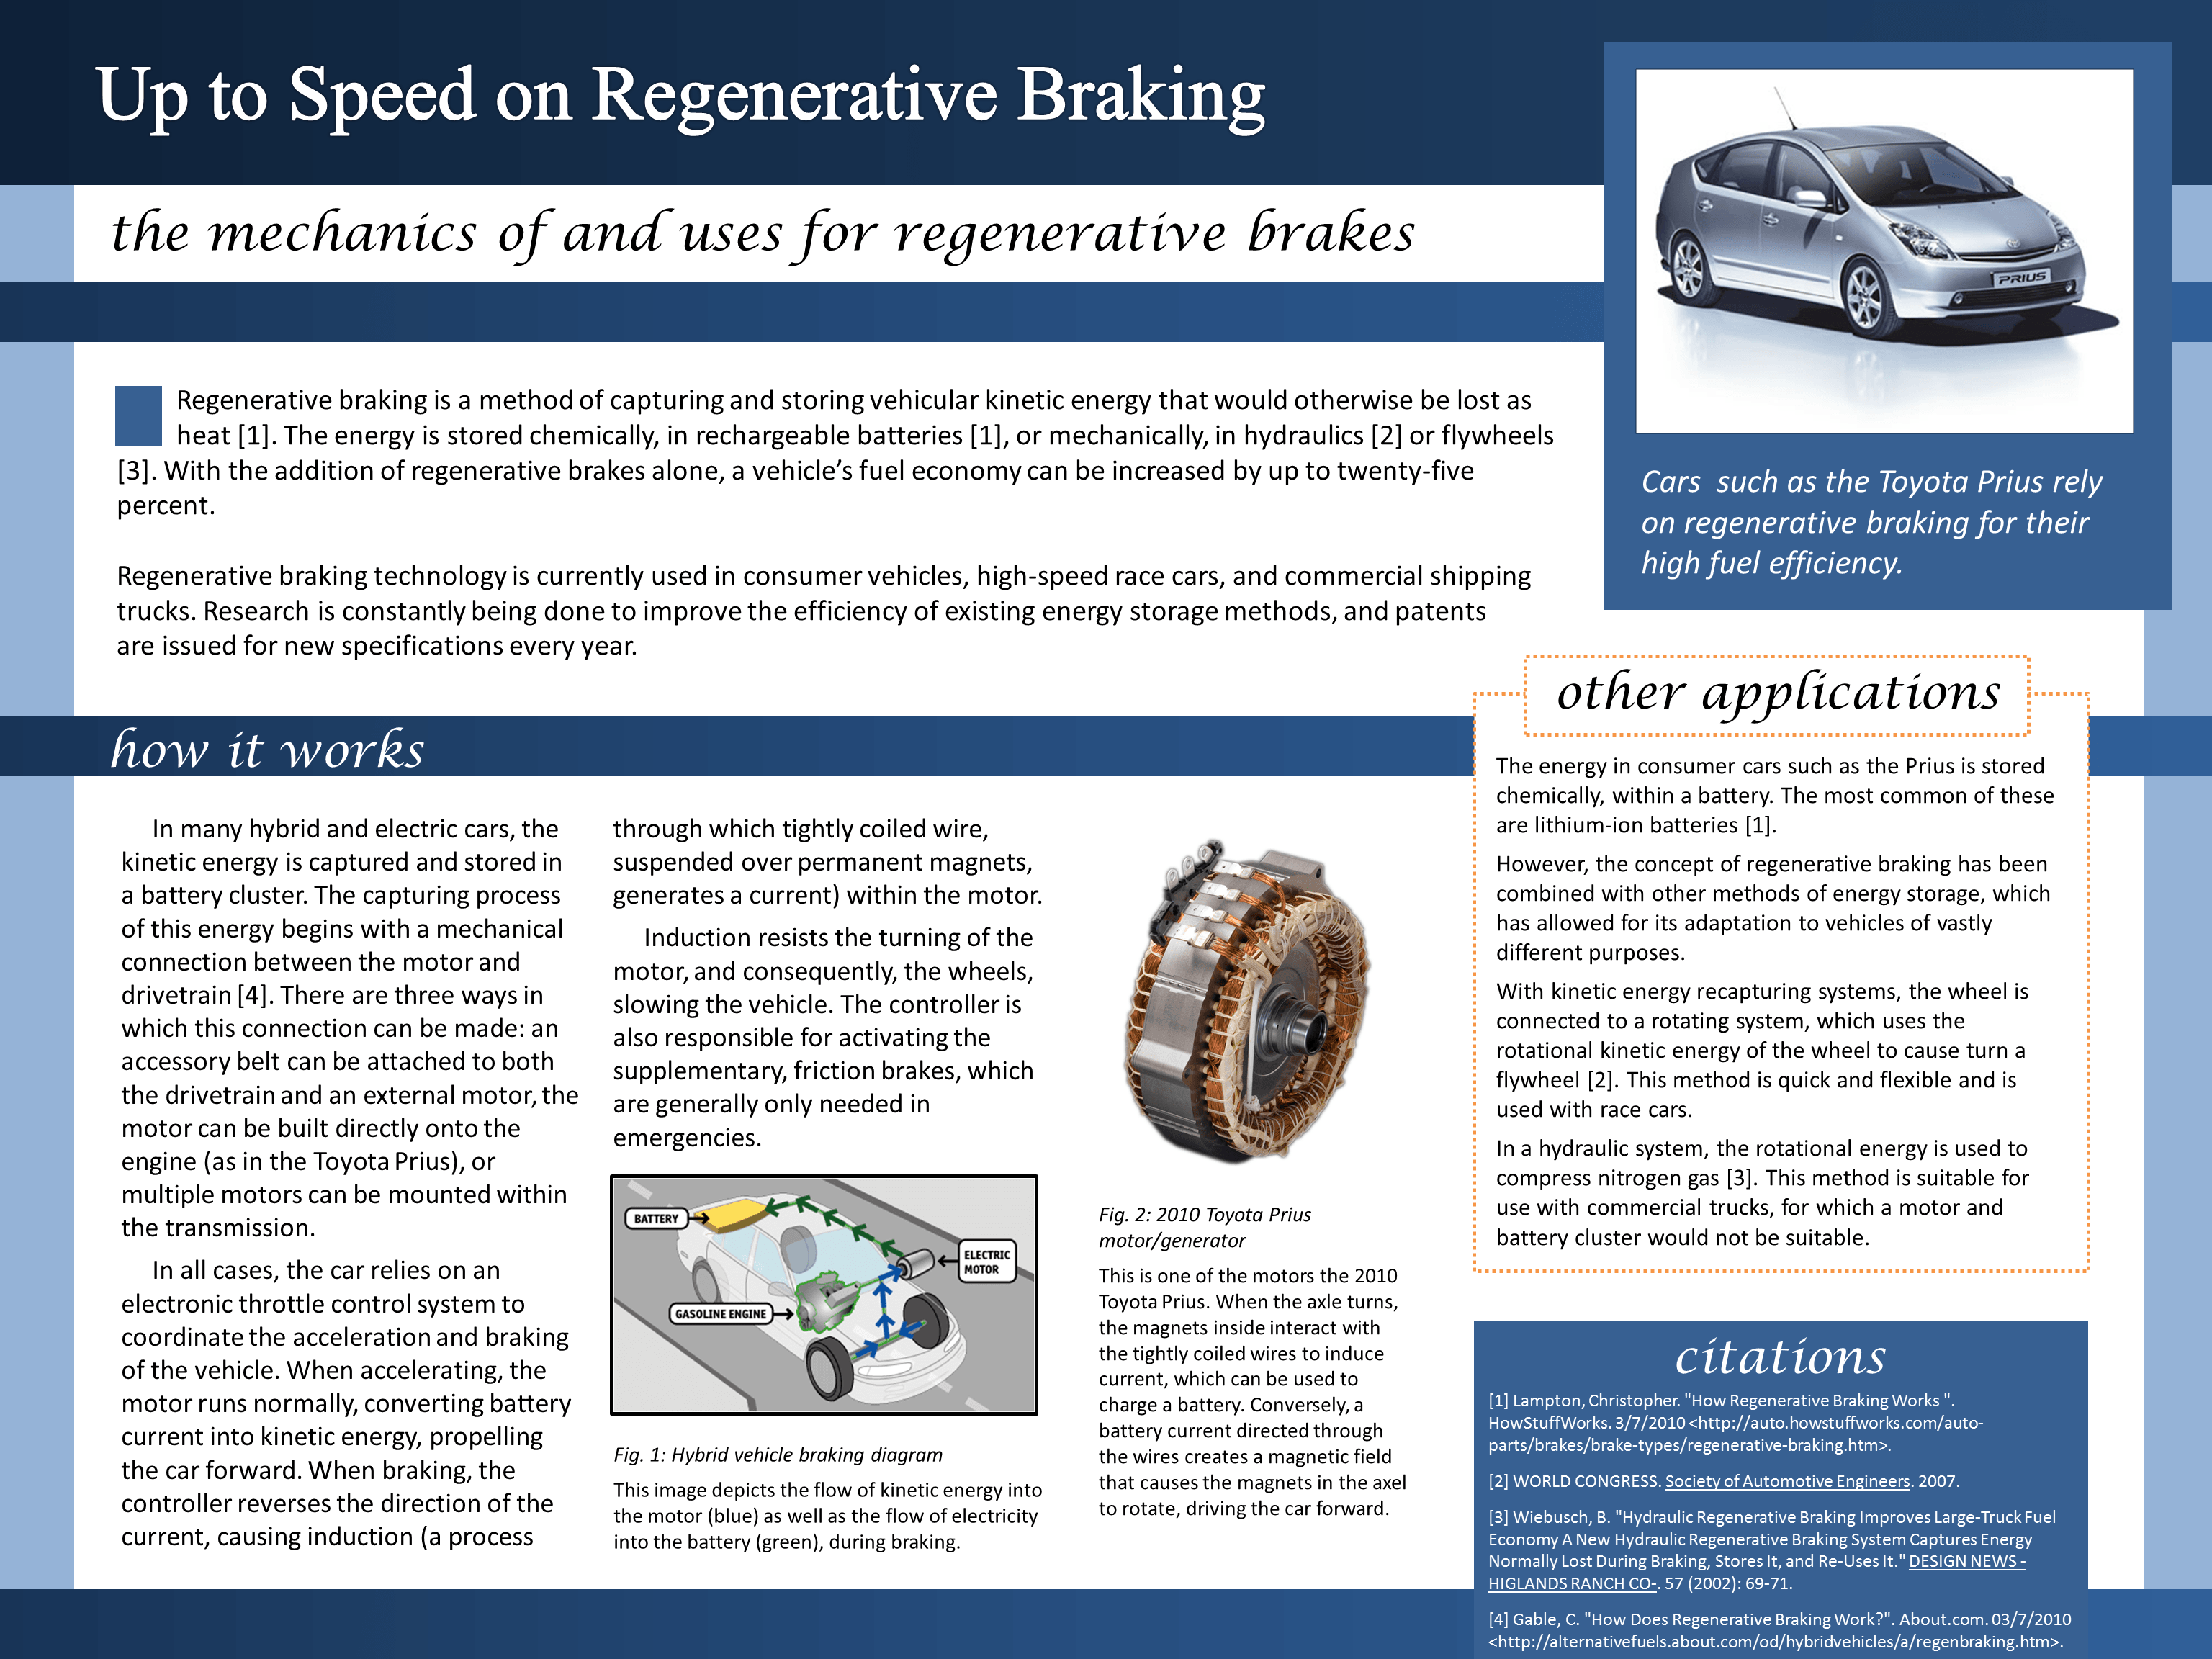 Up to Speed on Regenerative Braking
the mechanics of and uses for regenerative brakes
PRIUS
Cars such as the Toyota Prius rely
on regenerative braking for their
high fuel efficiency.
Regenerative braking is a method of capturing and storing vehicular kinetic energy that would otherwise be lost as
heat [1]. The energy is stored chemically, in rechargeable batteries [1], or mechanically, in hydraulics [2] or flywheels
[3]. With the addition of regenerative brakes alone, a vehicle’s fuel economy can be increased by up to twenty-five
percent.
Regenerative braking technology is currently used in consumer vehicles, high-speed race cars, and commercial shipping
trucks. Research is constantly being done to improve the efficiency of existing energy storage methods, and patents
are issued for new specifications every year.
how it works
In many hybrid and electric cars, the
kinetic energy is captured and stored in
a battery cluster. The capturing process
of this energy begins with a mechanical
connection between the motor and
drivetrain [4]. There are three ways in
which this connection can be made: an
accessory belt can be attached to both
the drivetrain and an external motor, the
motor can be built directly onto the
engine (as in the Toyota Prius), or
multiple motors can be mounted within
the transmission.
In all cases, the car relies on an
electronic throttle control system to
coordinate the acceleration and braking
of the vehicle. When accelerating, the
motor runs normally, converting battery
current into kinetic energy, propelling
the car forward. When braking, the
controller reverses the direction of the
current, causing induction (a process
through which tightly coiled wire,
suspended over permanent magnets,
generates a current) within the motor.
Induction resists the turning of the
motor, and consequently, the wheels,
slowing the vehicle. The controller is
also responsible for activating the
supplementary, friction brakes, which
are generally only needed in
emergencies.
BATTERY
ELECTRIC
MOTOR
GASOLINE ENGINE
Fig. 1: Hybrid vehicle braking diagram
This image depicts the flow of kinetic energy into
the motor (blue) as well as the flow of electricity
into the battery (green), during braking.
Fig. 2: 2010 Toyota Prius
motor/generator
This is one of the motors the 2010
Toyota Prius. When the axle turns,
the magnets inside interact with
the tightly coiled wires to induce
current, which can be used to
charge a battery. Conversely, a
battery current directed through
the wires creates a magnetic field
that causes the magnets in the axel
to rotate, driving the car forward.
other applications
The energy in consumer cars such as the Prius is stored
chemically, within a battery. The most common of these
are lithium-ion batteries [1].
However, the concept of regenerative braking has been
combined with other methods of energy storage, which
has allowed for its adaptation to vehicles of vastly
different purposes.
With kinetic energy recapturing systems, the wheel is
connected to a rotating system, which uses the
rotational kinetic energy of the wheel to cause turn a
flywheel [2]. This method is quick and flexible and is
used with race cars.
In a hydraulic system, the rotational energy is used to
compress nitrogen gas [3]. This method is suitable for
use with commercial trucks, for which a motor and
battery cluster would not be suitable.
citations
[1] Lampton, Christopher. "How Regenerative Braking Works ".
HowStuffWorks. 3/7/2010 <http://auto.howstuffworks.com/auto-
parts/brakes/brake-types/regenerative-braking.htm>.
[2] WORLD CONGRESS. Society of Automotive Engineers. 2007.
[3] Wiebusch, B. "Hydraulic Regenerative Braking Improves Large-Truck Fuel
Economy A New Hydraulic Regenerative Braking System Captures Energy
Normally Lost During Braking, Stores It, and Re-Uses It." DESIGN NEWS -
HIGLANDS RANCH CO-. 57 (2002): 69-71.
[4] Gable, C. "How Does Regenerative Braking Work?". About.com. 03/7/2010
<http://alternativefuels.about.com/od/hybridvehicles/a/regenbraking.htm>.